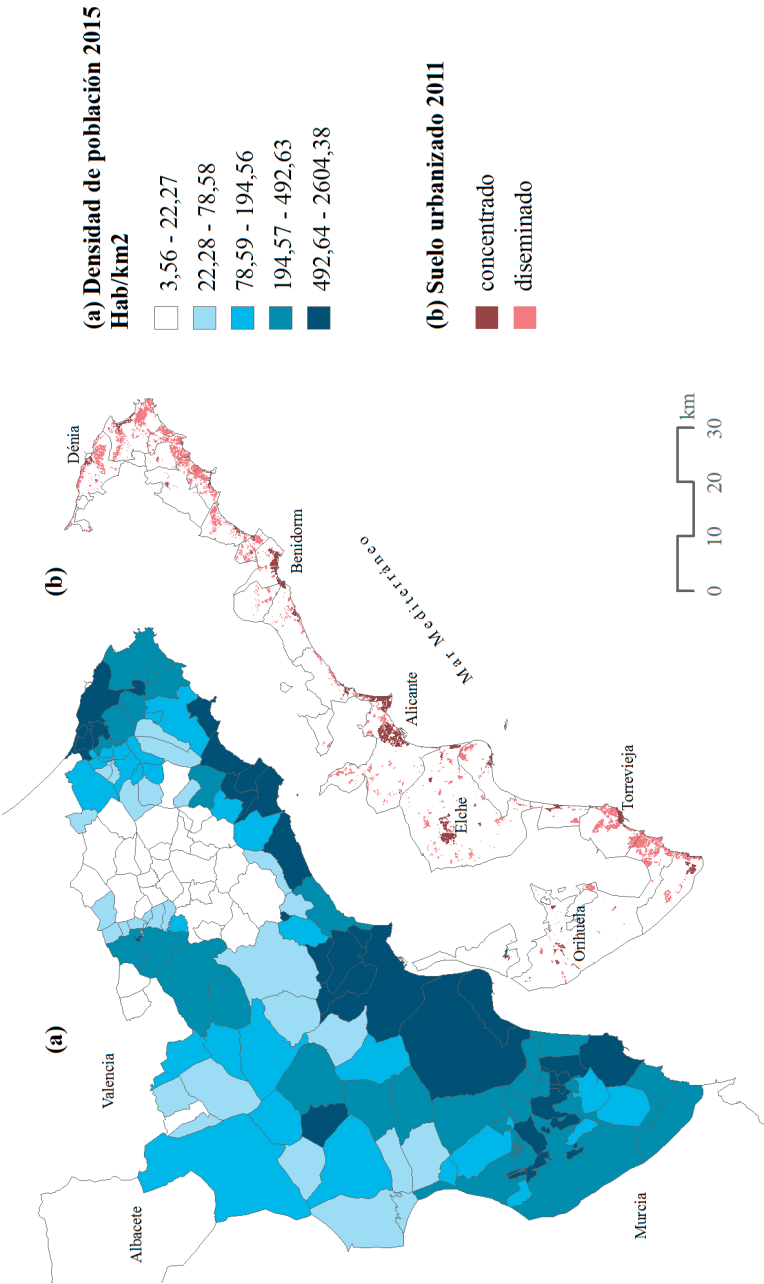 (a)
Albacete
Valencia
Murcia
(b)
Dénia
Benidorm
Alicante
Elche
Torrevieja
Orihuela
Mar Mediterráneo
(a) Densidad de población 2015
Hab/km2
3,56 - 22,27
22,28 - 78,58
78,59 - 194,56
194,57 - 492,63
492,64 - 2604,38
(b) Suelo urbanizado 2011
concentrado
diseminado
km
0 10 20 30